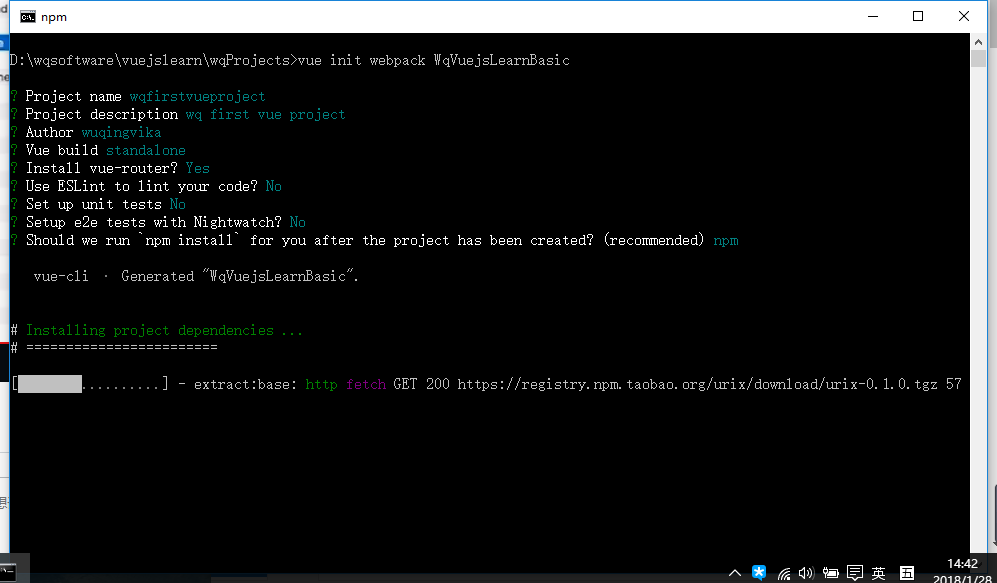 npm
D:\wqsoftware\vuejslearn\wqProjects>vue init webpack WqVuejsLearnBasic
? Project name wqfirstvueproject
? Project description wq first vue project
? Author wuqingvika
? Vue build standalone
? Install vue-router? Yes
? Use ESLint to lint your code? No
? Set up unit tests No
? Setup e2e tests with Nightwatch? No
? Should we run `npm install` for you after the project has been created? (recommended) npm
vue-cli · Generated "WqVuejsLearnBasic".
# Installing project dependencies ...
# ========================
[ ..........] - extract:base: http fetch GET 200 https://registry.npm.taobao.org/urix/download/urix-0.1.0.tgz 57
英 五 14:42
2018/1/28